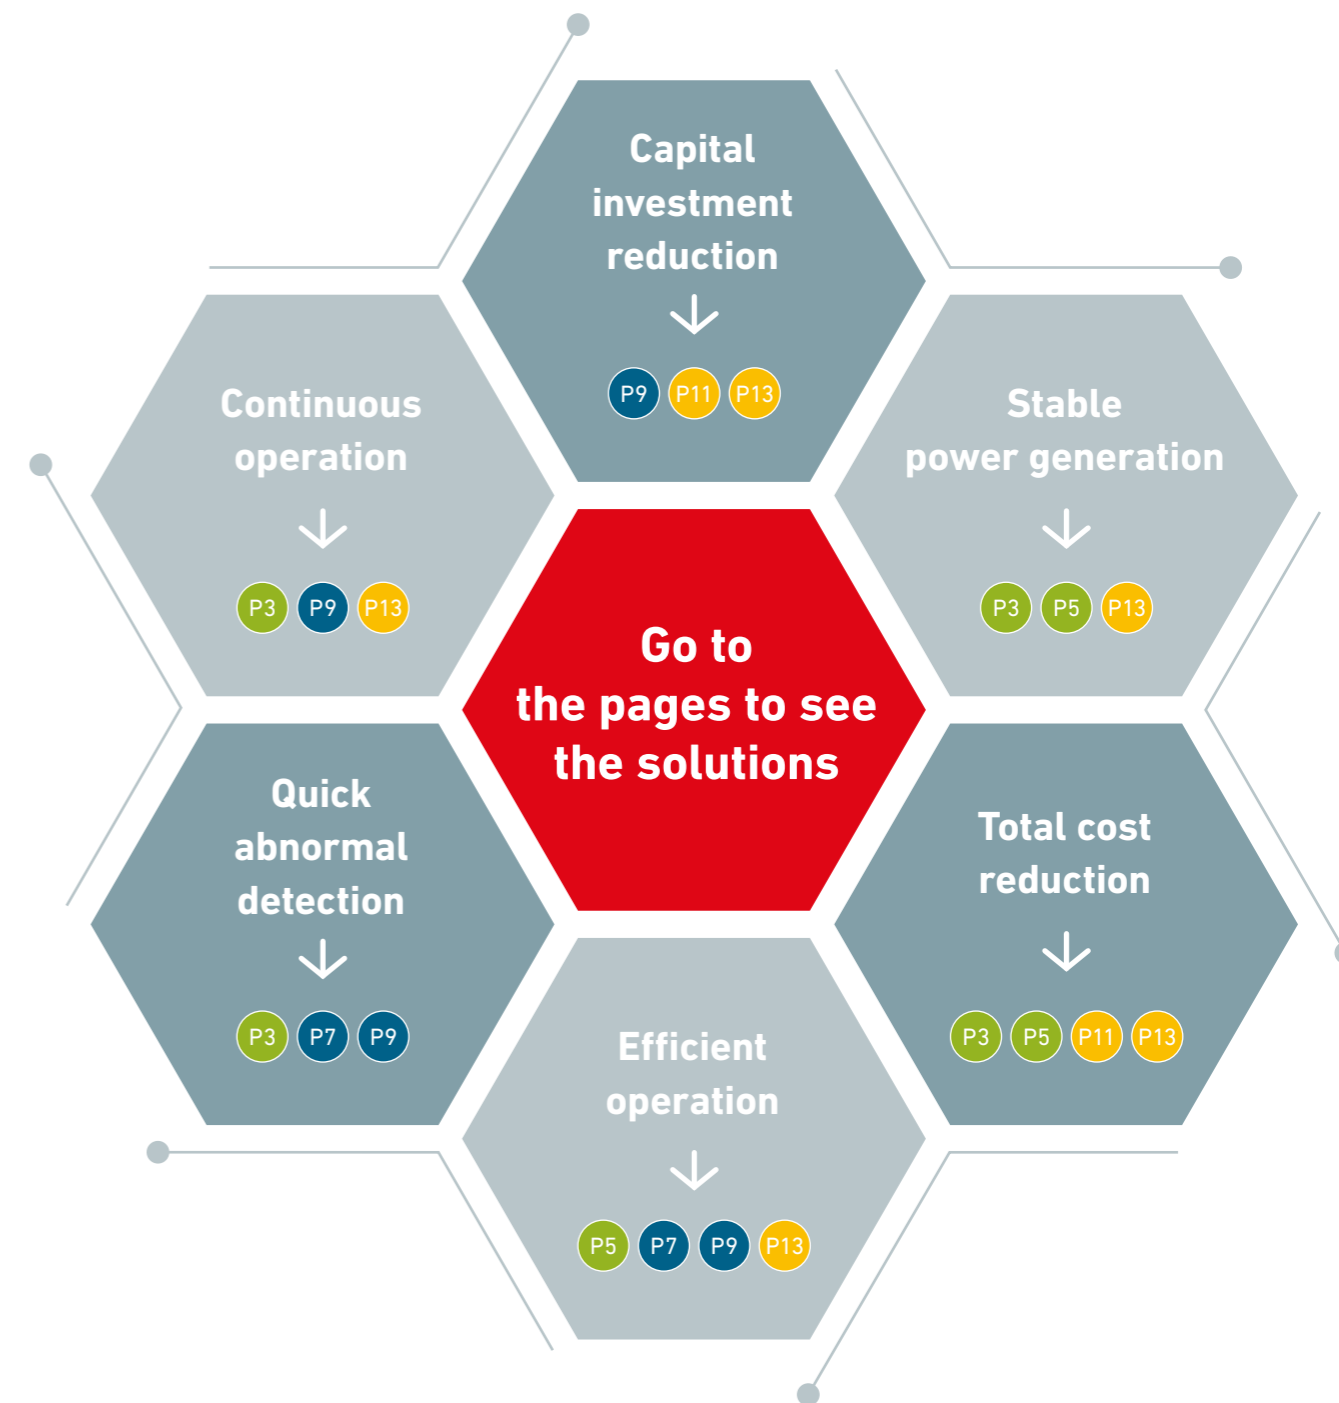 Capital
investment
reduction
P9 P11 P13
Continuous
operation
P3 P9 P13
Stable
power generation
P3 P5 P13
Go to
the pages to see
the solutions
Quick
abnormal
detection
P3 P7 P9
Total cost
reduction
P3 P5 P11 P13
Efficient
operation
P5 P7 P9 P13